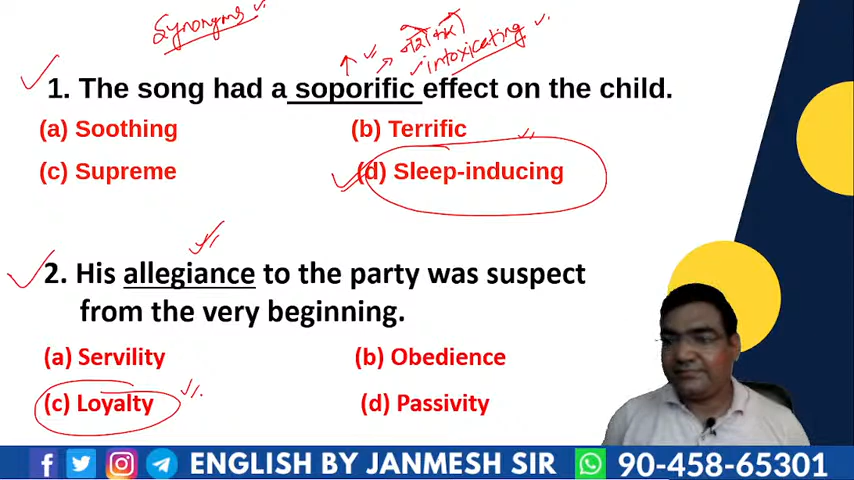 Synonyms
नशीला
intoxicating
1. The song had a soporific effect on the child.
(a) Soothing (b) Terrific
(c) Supreme (d) Sleep-inducing
2. His allegiance to the party was suspect
from the very beginning.
(a) Servility (b) Obedience
(c) Loyalty (d) Passivity
ENGLISH BY JANMESH SIR 90-458-65301